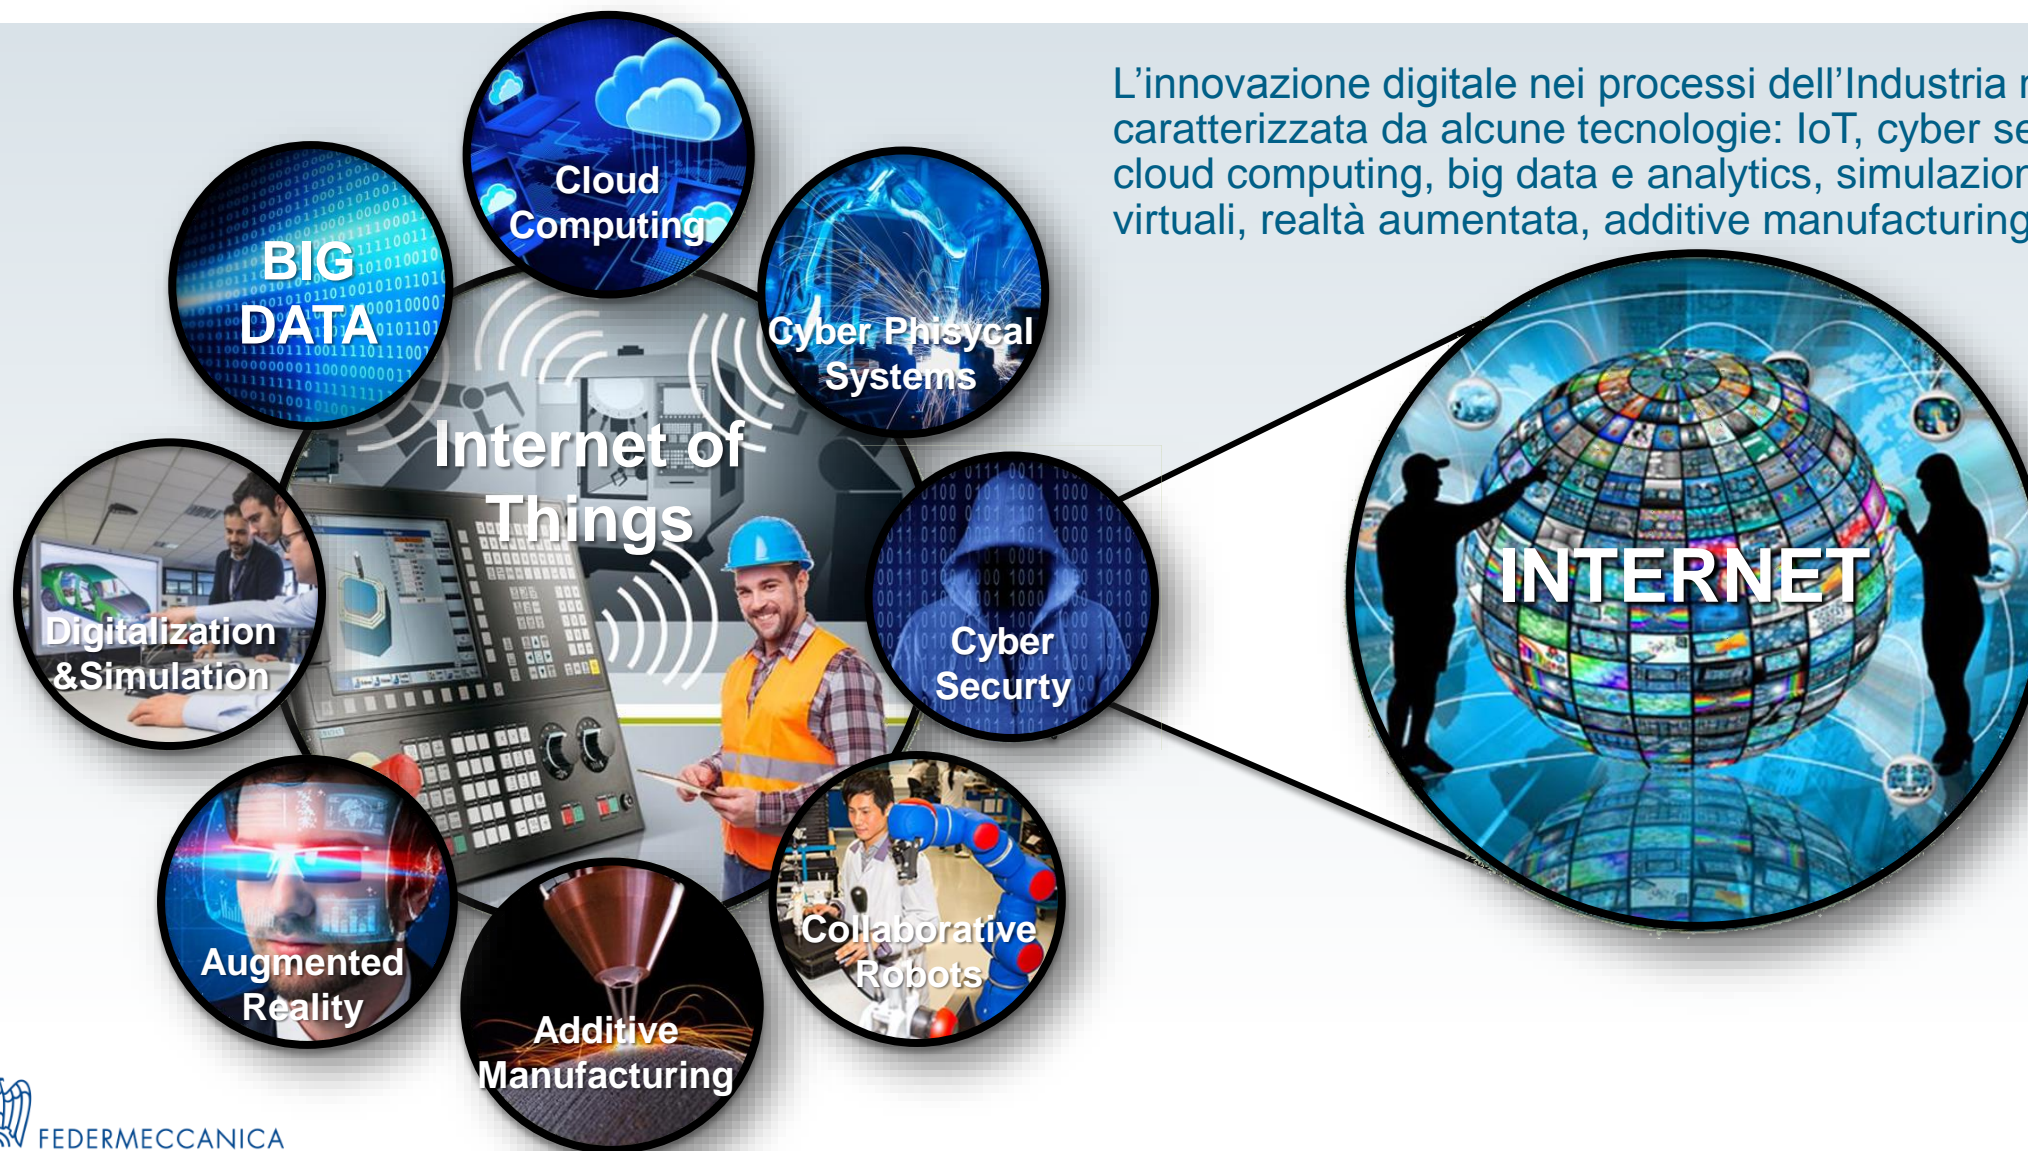 L'innovazione digitale nei processi dell'Industria
caratterizzata da alcune tecnologie: IoT, cyber
cloud computing, big data e analytics,
virtuali, realtà aumentata, additive manufacturing
Cloud
Computing
BIG
DATA
Cyber Phisycal
Systems
Internet of
Things
Digitalization
&Simulation
Cyber
Securty
INTERNET
Augmented
Reality
Collaborative
Robots
Additive
Manufacturing
FEDERMECCANICA